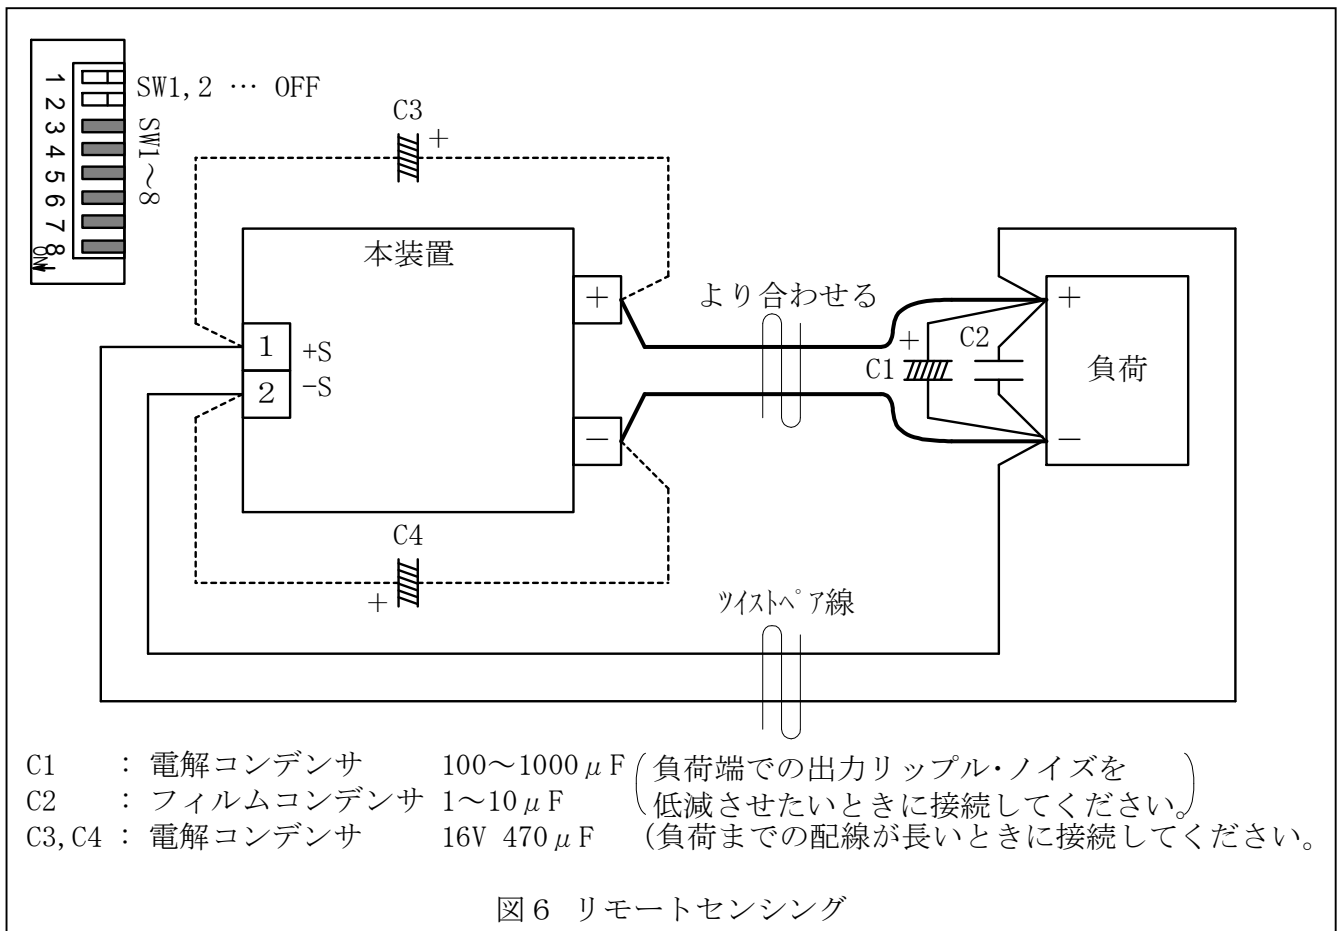 1
2
3
4
5
6
7
8
ON
SW1,2 … OFF
SW1～8
C3
+
本装置
+
より合わせる
+
1
+S
2
-S
+
C2
C1
負荷
－
－
C4
+
ﾂｲｽﾄﾍﾟｱ線
C1 : 電解コンデンサ 100～1000μF (負荷端での出力リップル･ノイズを
C2 : フィルムコンデンサ 1～10μF 低減させたいときに接続してください。)
C3,C4 : 電解コンデンサ 16V 470μF (負荷までの配線が長いときに接続してください。
図6 リモートセンシング